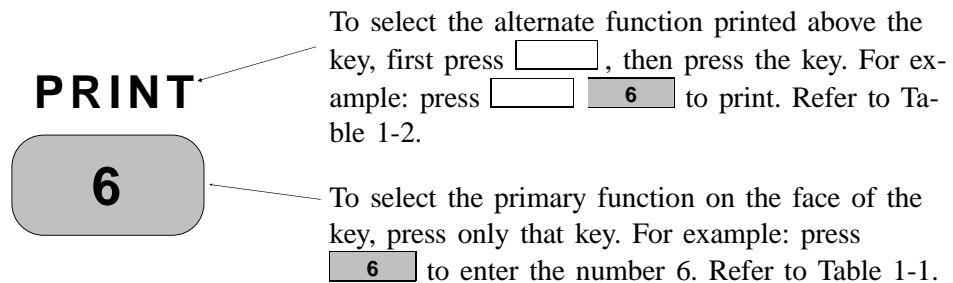 PRINT
6
To select the alternate function printed above the
key, first press , then press the key. For ex-
ample: press 6 to print. Refer to Ta-
ble 1-2.
To select the primary function on the face of the
key, press only that key. For example: press
6 to enter the number 6. Refer to Table 1-1.